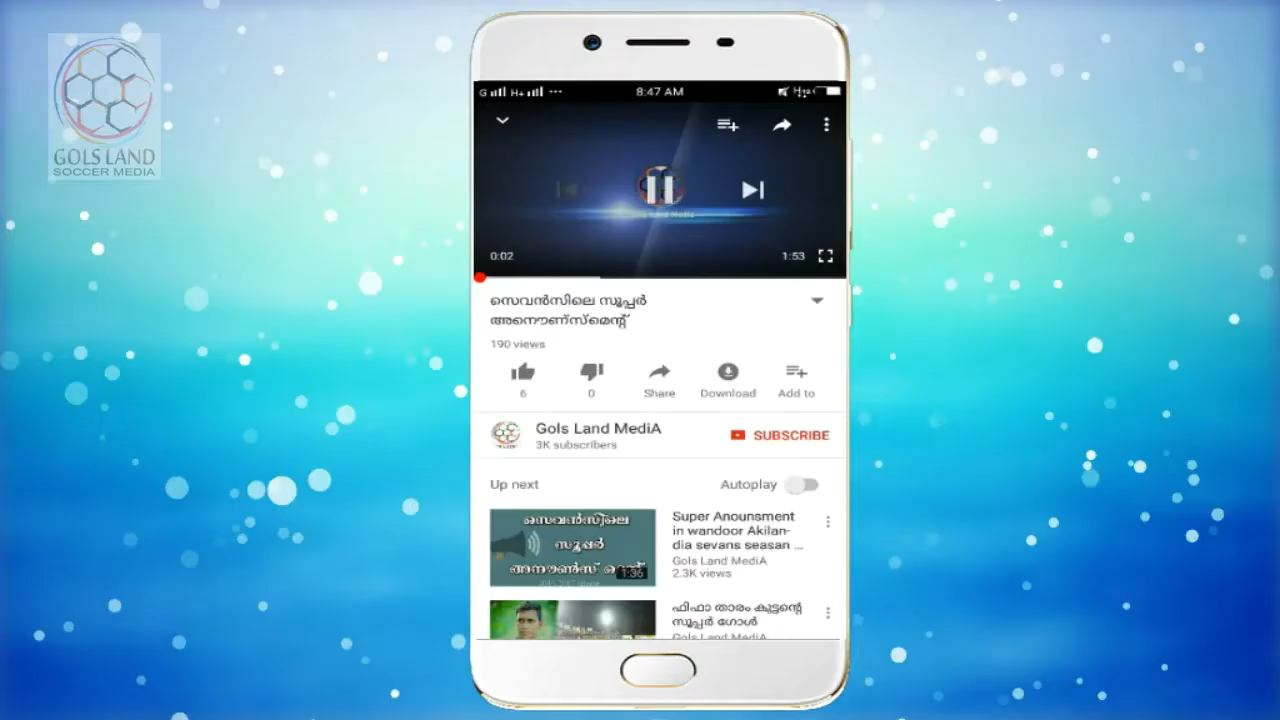 GOLS LAND
SOCCER MEDIA
G H+ 8:47 AM
0:02 1:53
സെവൻസിലെ സൂപ്പർ
അനൌണ്സ്മെന്റ്
190 views
6 0 Share Download Add to
Gols Land MediA
3K subscribers
SUBSCRIBE
Up next Autoplay
സെവൻസിലെ
സൂപ്പർ
1:36
Super Anounsment
in wandoor Akilan-
dia sevans seasan ...
Gols Land MediA
2.3K views
ഫിഫാ താരം കുട്ടന്റെ
സൂപ്പർ ഗോൾ
Gols Land MediA